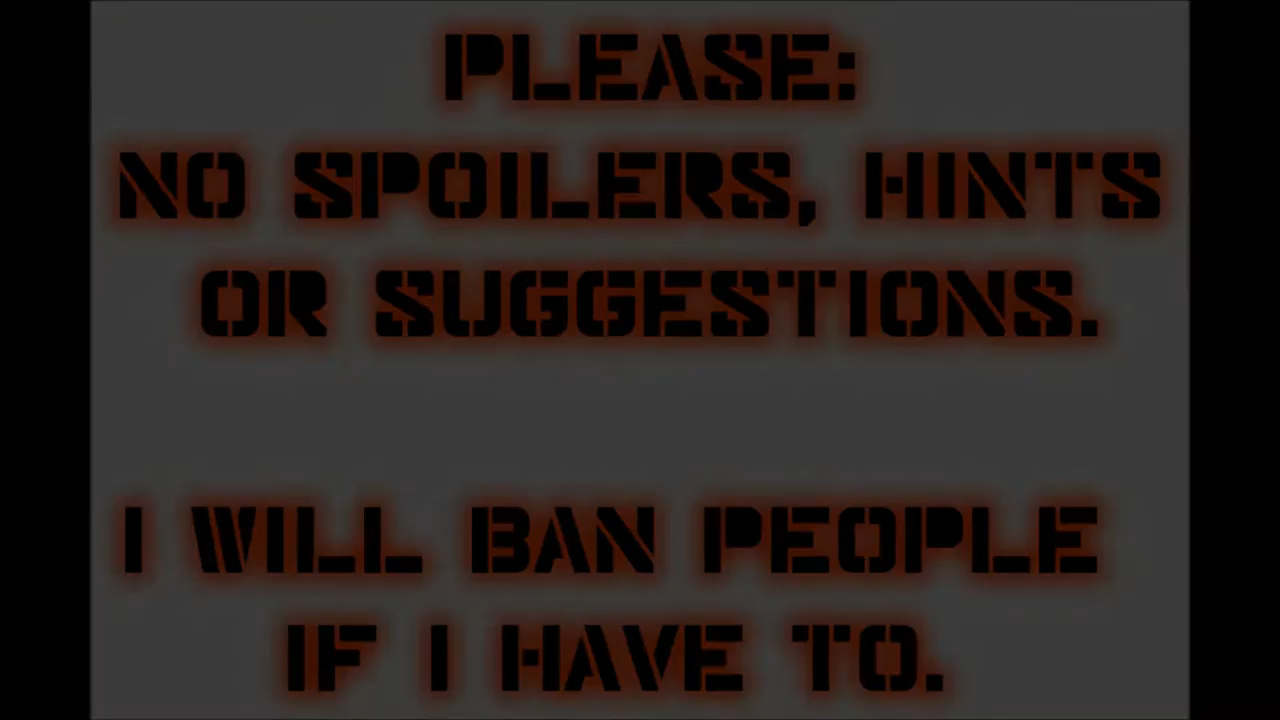 PLEASE:
NO SPOILERS, HINTS
OR SUGGESTIONS.
I WILL BAN PEOPLE
IF I HAVE TO.